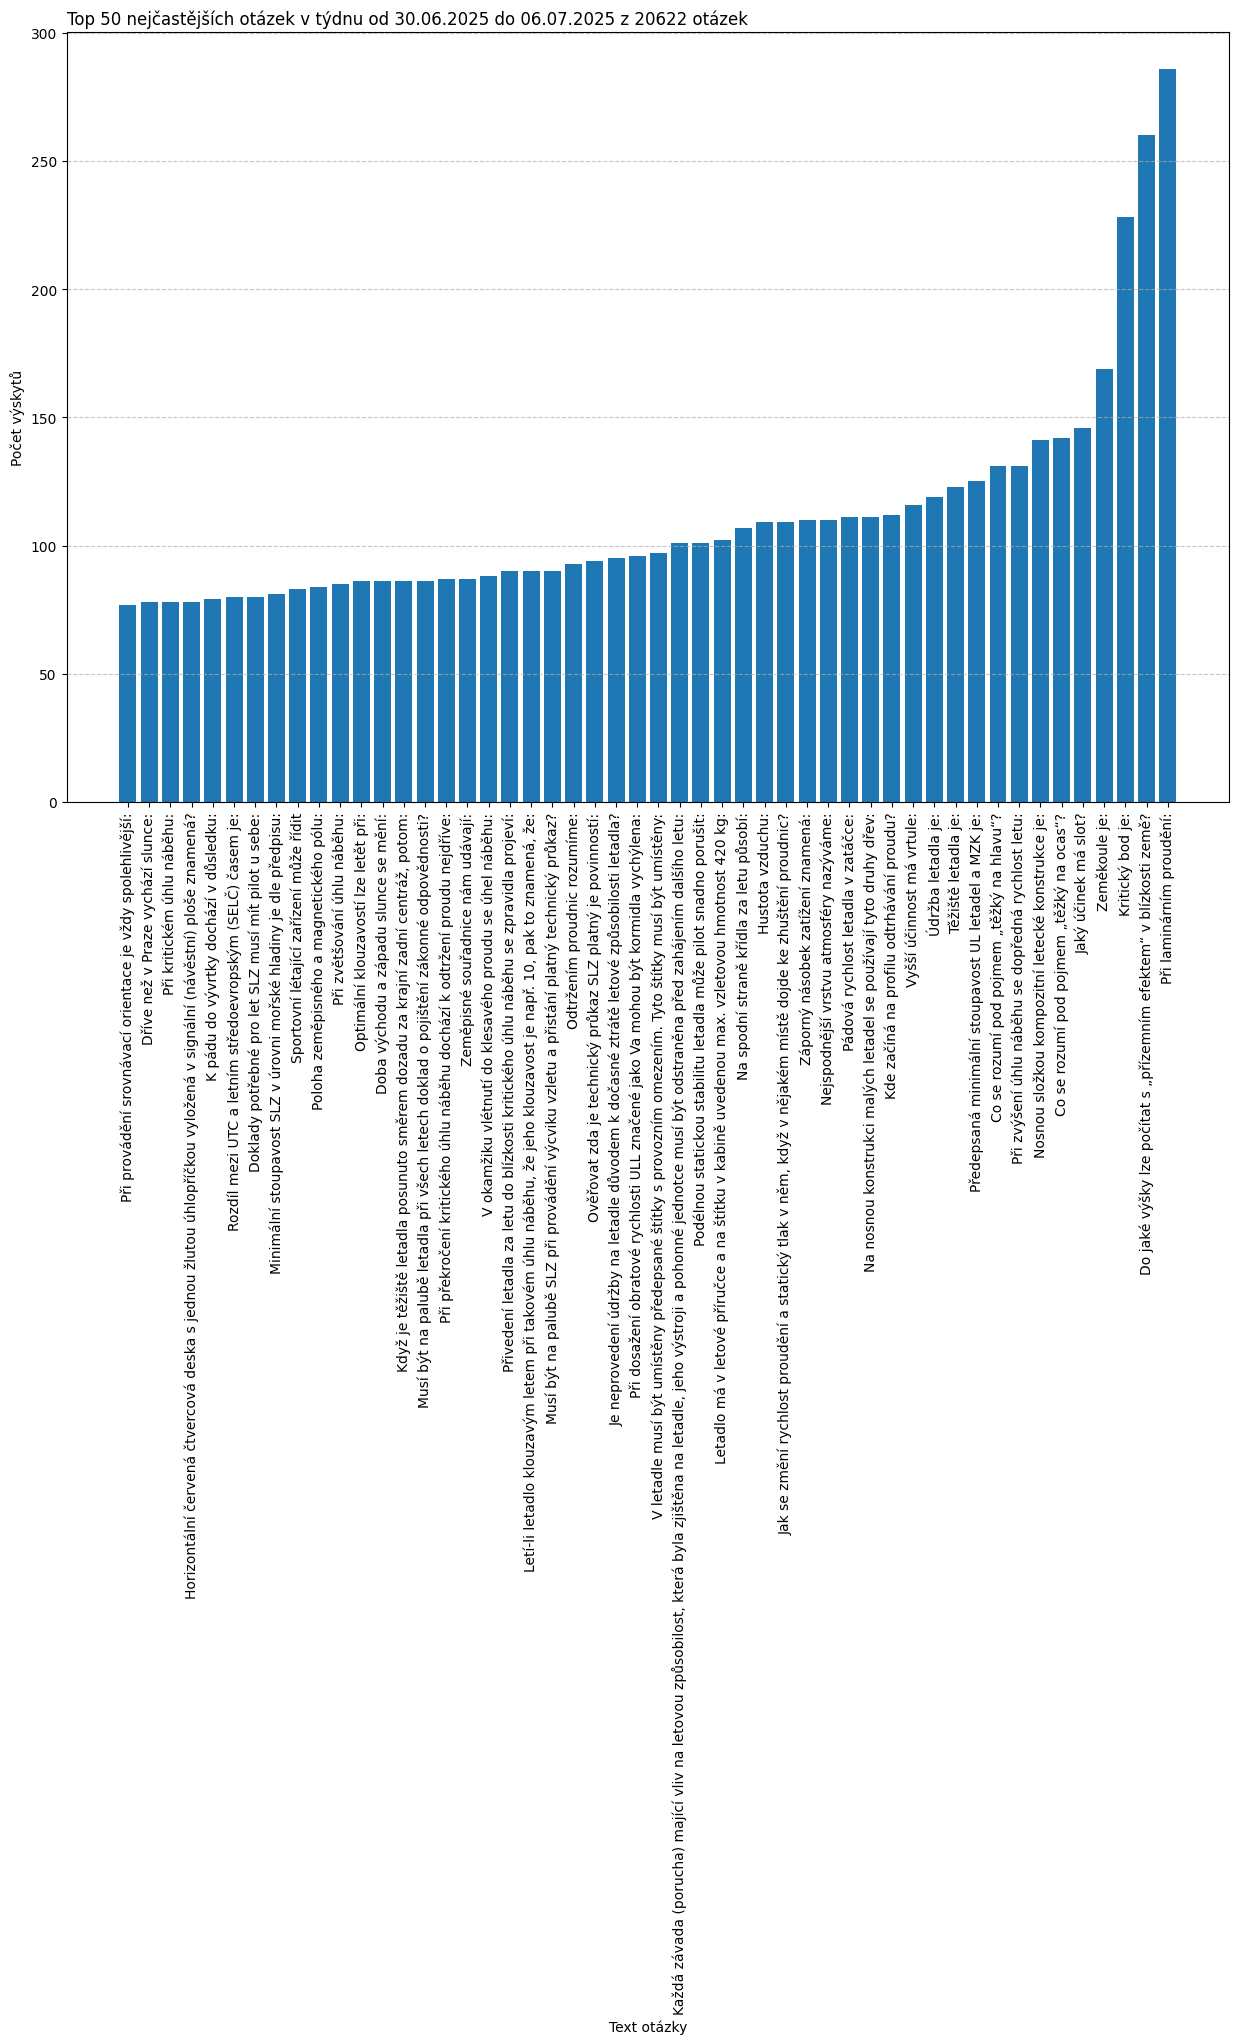 Top 50 nejčastějších otázek v týdnu od 30.06.2025 do 06.07.2025 z 20622 otázek
300
250
200
150
100
50
0
Počet výskytů
Při provádění srovnávací orientace je vždy spolehlivější:
Dříve než v Praze vychází slunce:
Při kritickém úhlu náběhu:
Horizontální červená čtvercová deska s jednou žlutou úhlopříčkou vyložená v signální (návěstní) ploše znamená?
K pádu do vývrtky dochází v důsledku:
Rozdíl mezi UTC a letním středoevropským (SELČ) časem je:
Doklady potřebné pro let SLZ musí mít pilot u sebe:
Minimální stoupavost SLZ v úrovni mořské hladiny je dle předpisu:
Sportovní létající zařízení může řídit
Poloha zeměpisného a magnetického pólu:
Při zvětšování úhlu náběhu:
Optimální klouzavostí lze letět při:
Doba východu a západu slunce se mění:
Když je těžiště letadla posunuto směrem dozadu za krajní zadní centráž, potom:
Musí být na palubě letadla při všech letech doklad o pojištění zákonné odpovědnosti?
Při překročení kritického úhlu náběhu dochází k odtržení proudu nejdříve:
Zeměpisné souřadnice nám udávají:
V okamžiku vlétnutí do klesavého proudu se úhel náběhu:
Přivedení letadla za letu do blízkosti kritického úhlu náběhu se zpravidla projeví:
Letí-li letadlo klouzavým letem při takovém úhlu náběhu, že jeho klouzavost je např. 10, pak to znamená, že:
Musí být na palubě SLZ při provádění výcviku vzletu a přistání platný technický průkaz?
Odtržením proudnic rozumíme:
Ověřovat zda je technický průkaz SLZ platný je povinností:
Je neprovedení údržby na letadle důvodem k dočasné ztrátě letové způsobilosti letadla?
Při dosažení obratové rychlosti ULL značené jako Va mohou být kormidla vychýlena:
V letadle musí být umístěny předepsané štítky s provozním omezením. Tyto štítky musí být umístěny:
Každá závada (porucha) mající vliv na letovou způsobilost, která byla zjištěna na letadle, jeho výstroji a pohonné jednotce musí být odstraněna před zahájením dalšího letu:
Podélnou statickou stabilitu letadla může pilot snadno porušit:
Letadlo má v letové příručce a na štítku v kabině uvedenou max. vzletovou hmotnost 420 kg:
Na spodní straně křídla za letu působí:
Hustota vzduchu:
Jak se změní rychlost proudění a statický tlak v něm, když v nějakém místě dojde ke zhuštění proudnic?
Záporný násobek zatížení znamená:
Nejspodnější vrstvu atmosféry nazýváme:
Pádová rychlost letadla v zatáčce:
Na nosnou konstrukci malých letadel se používají tyto druhy dřev:
Kde začíná na profilu odtrhávání proudu?
Vyšší účinnost má vrtule:
Údržba letadla je:
Těžiště letadla je:
Předepsaná minimální stoupavost UL letadel a MZK je:
Co se rozumí pod pojmem „těžký na hlavu“?
Při zvýšení úhlu náběhu se dopředná rychlost letu:
Nosnou složkou kompozitní letecké konstrukce je:
Co se rozumí pod pojmem „těžký na ocas“?
Jaký účinek má slot?
Zeměkoule je:
Kritický bod je:
Do jaké výšky lze počítat s „přízemním efektem“ v blízkosti země?
Při laminárním proudění:
Text otázky